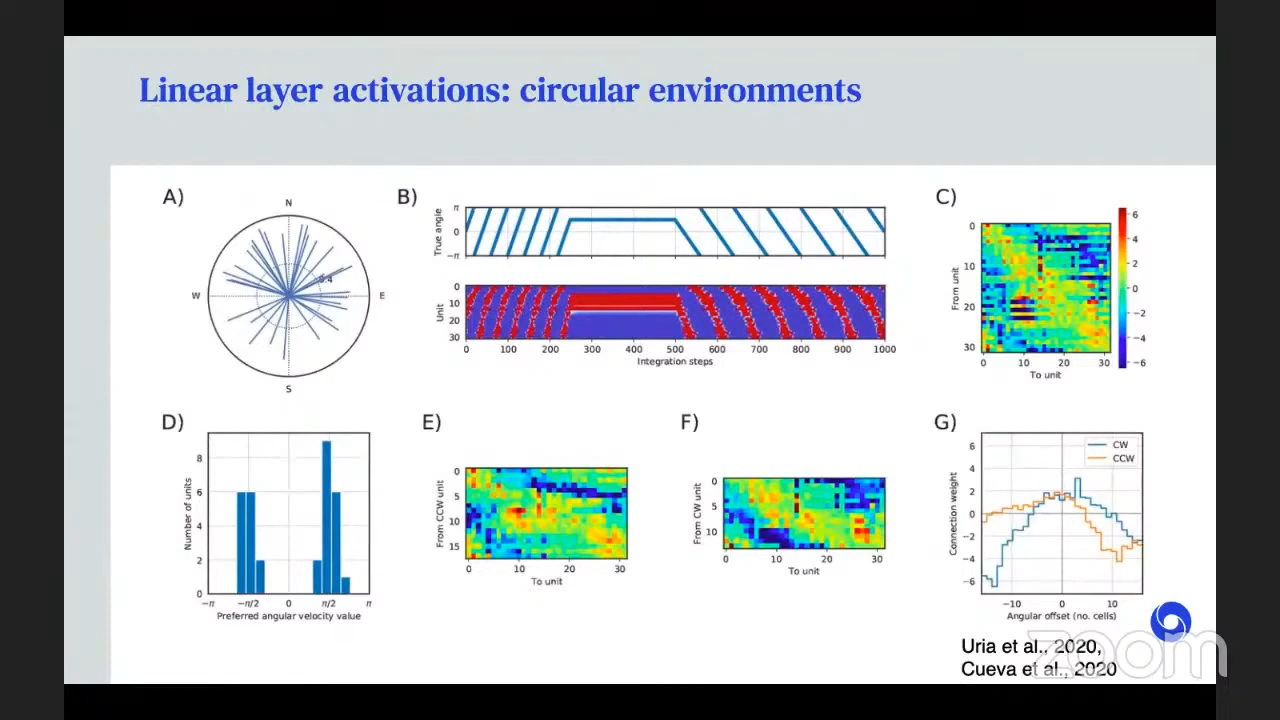 Linear layer activations: circular environments
A)
N
W
E
S
0.4
B)
True angle
π
0
−π
Unit
0
10
20
30
0 100 200 300 400 500 600 700 800 900 1000
Integration steps
C)
From unit
0
10
20
30
0 10 20 30
To unit
6
4
2
0
−2
−4
−6
D)
Number of units
8
6
4
2
0
−π −π/2 0 π/2 π
Preferred angular velocity value
E)
From CCW unit
0
5
10
15
0 10 20 30
To unit
F)
From CW unit
0
5
10
0 10 20 30
To unit
G)
Connection weight
6
4
2
0
−2
−4
−6
CW
CCW
−10 0 10
Angular offset (no. cells)
Uria et al., 2020,
Cueva et al., 2020
zoom